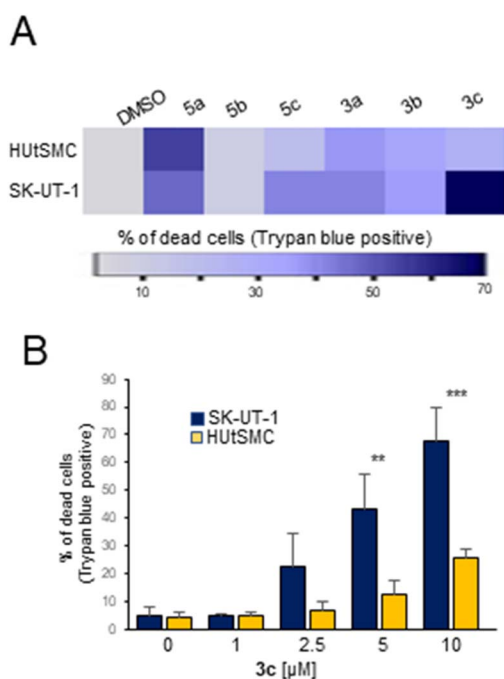 A
DMSO 5a 5b 5c 3a 3b 3c
HUtSMC
SK-UT-1
% of dead cells (Trypan blue positive)
10 30 50 70
B
90
80
70
60
50
40
30
20
10
0
% of dead cells
(Trypan blue positive)
SK-UT-1
HUtSMC
**
***
0 1 2.5 5 10
3c [µM]